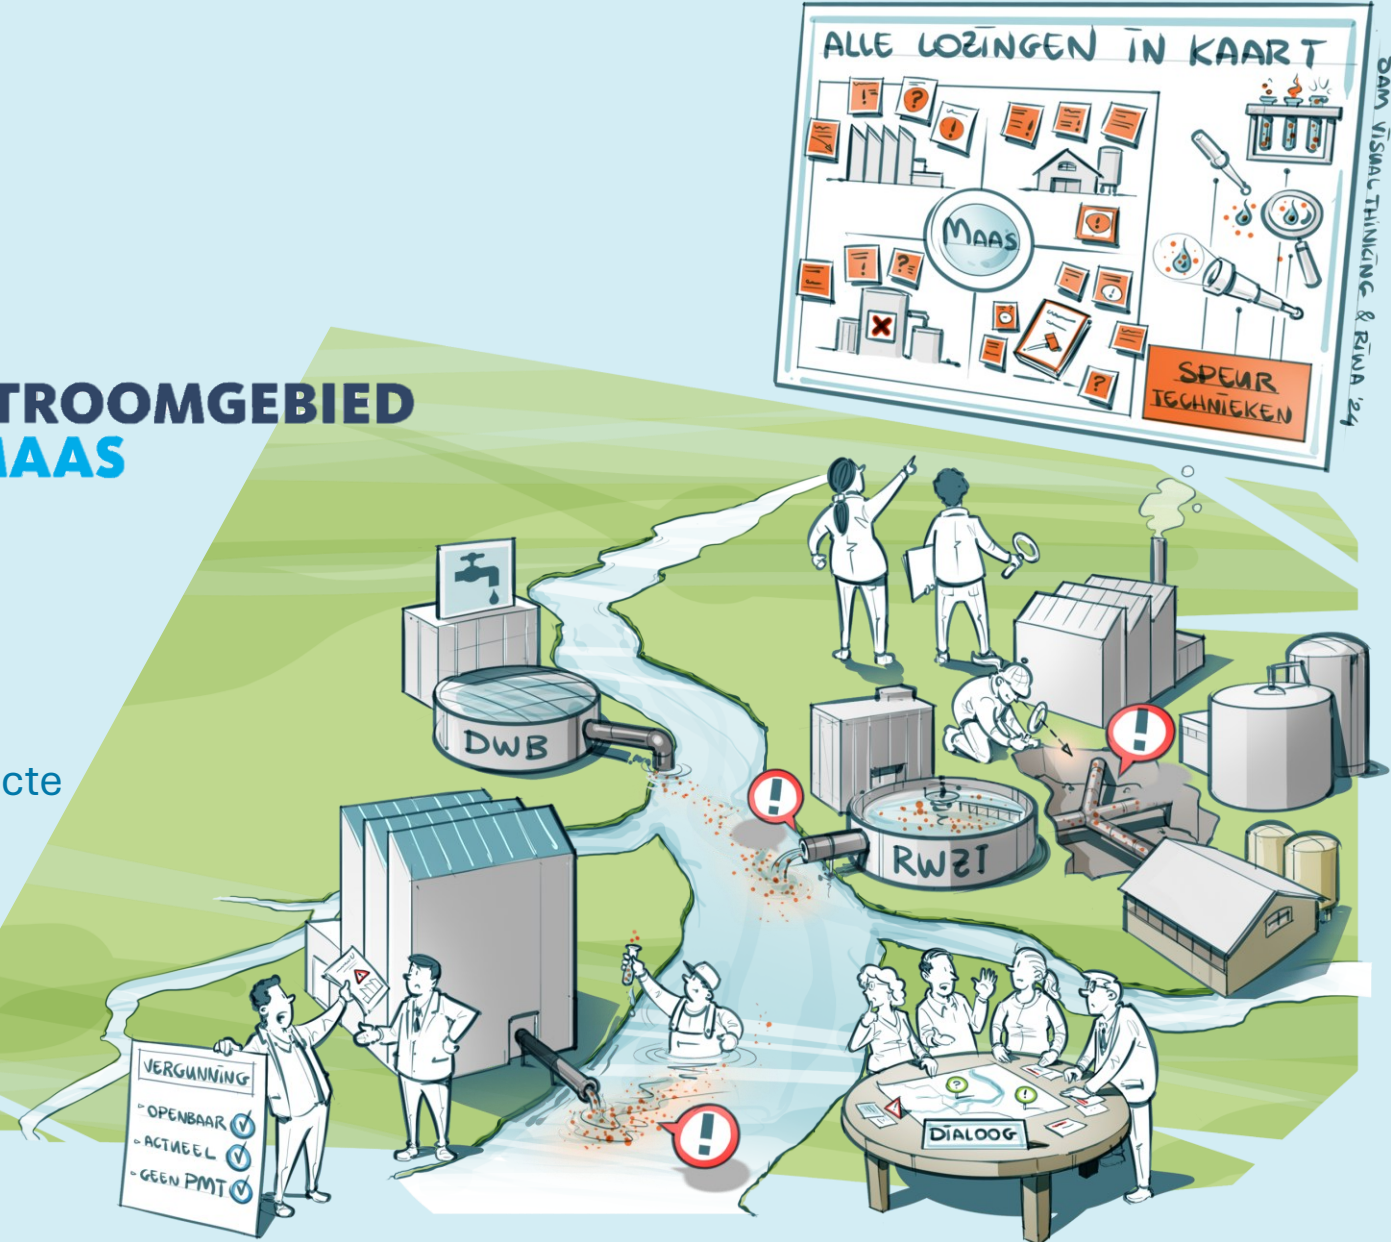 ALLE LOZINGEN IN KAART
MAAS
SPEUR
TECHNIEKEN
SAM VISUAL THINKING & RIWA '24
TROOMGEBIED
MAAS
cte
DWB
RWZI
VERGUNNING
- OPENBAAR
- ACTUEEL
- GEEN PMT
DIALOOG